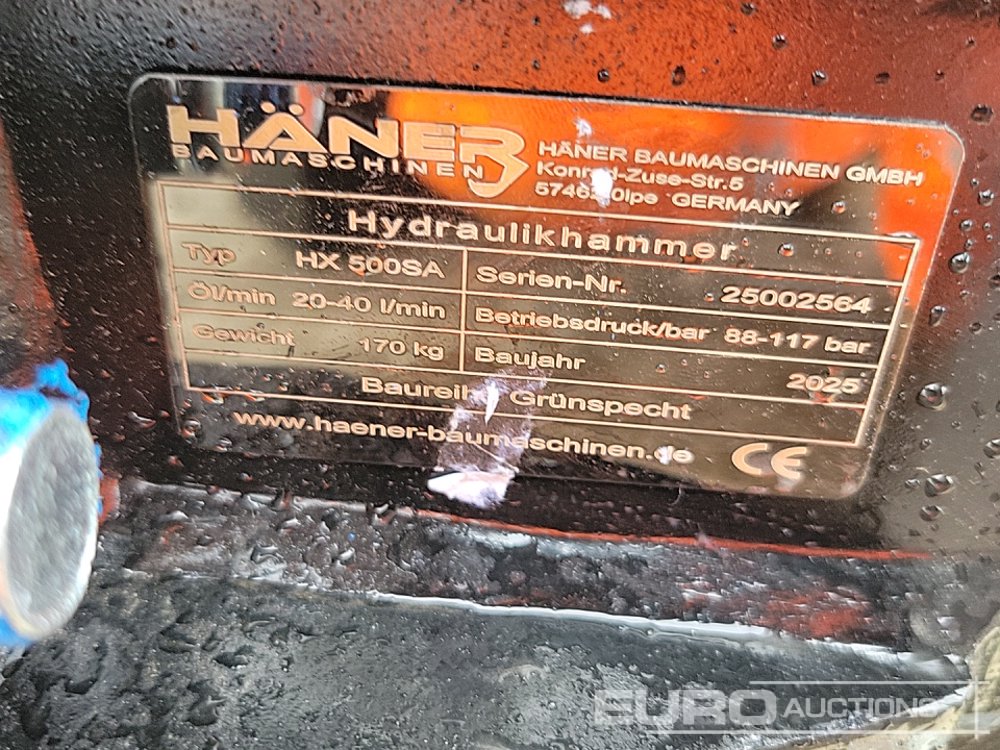 HÄNER
BAUMASCHINEN
HÄNER BAUMASCHINEN GMBH
Konrad-Zuse-Str.5
GERMANY
Hydraulikhammer
Typ HX 500SA
Serien-Nr. 25002564
Öl/min 20-40 l/min
Betriebsdruck/bar 88-117 bar
Gewicht 170 kg
Baujahr 2025
Baureihe Grünspecht
www.haener-baumaschinen.de
CE
EURO AUCTIONS